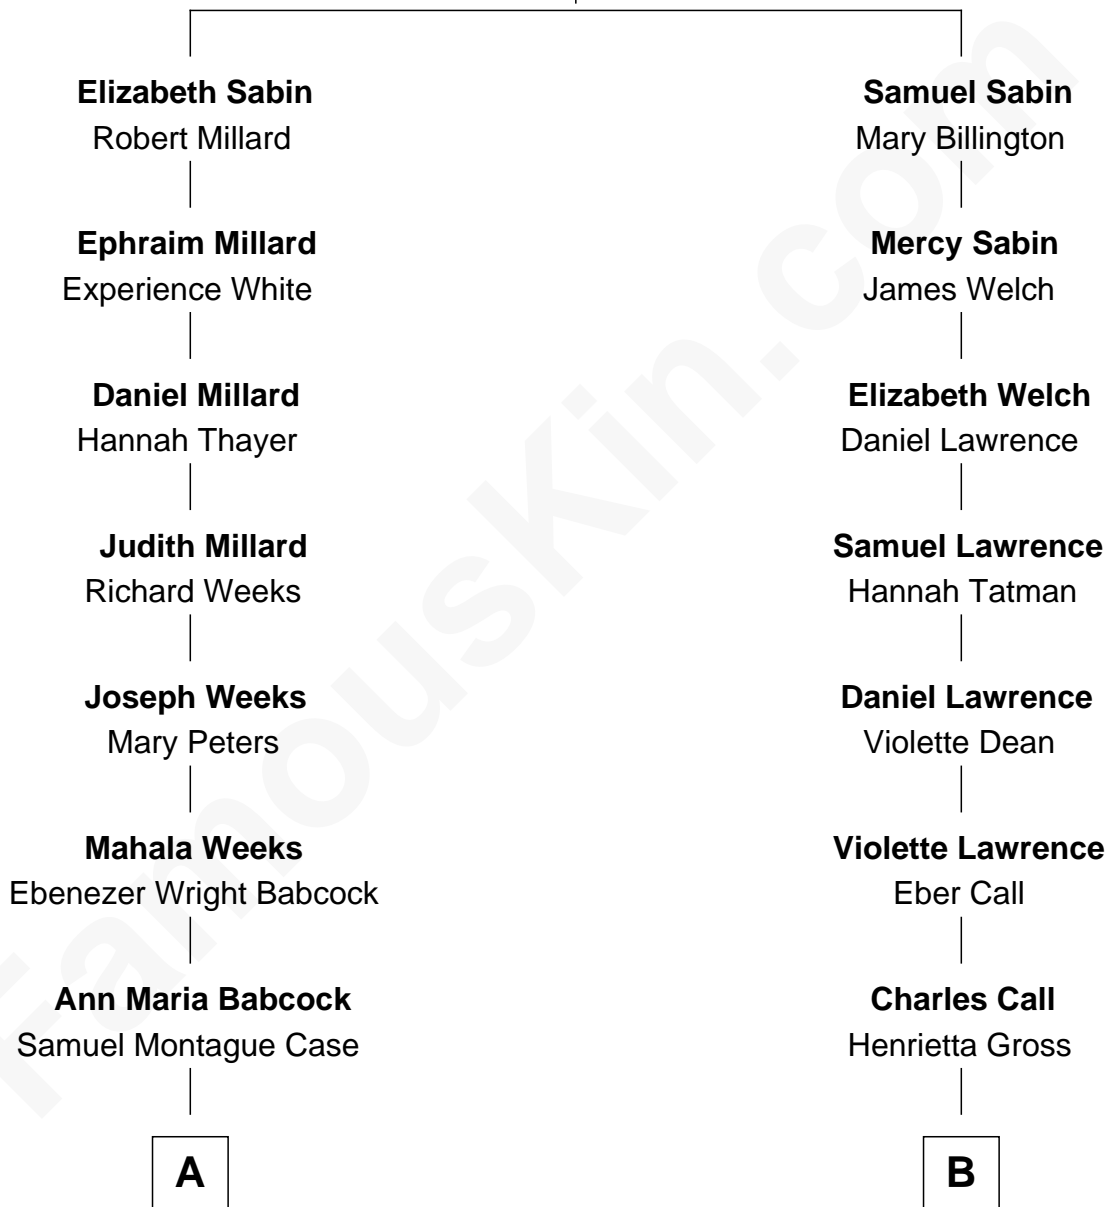 Elizabeth Sabin
Robert Millard
Ephraim Millard
Experience White
Daniel Millard
Hannah Thayer
Judith Millard
Richard Weeks
Joseph Weeks
Mary Peters
Mahala Weeks
Ebenezer Wright Babcock
Ann Maria Babcock
Samuel Montague Case
A
Samuel Sabin
Mary Billington
Mercy Sabin
James Welch
Elizabeth Welch
Daniel Lawrence
Samuel Lawrence
Hannah Tatman
Daniel Lawrence
Violette Dean
Violette Lawrence
Eber Call
Charles Call
Henrietta Gross
B
FamousKin.com